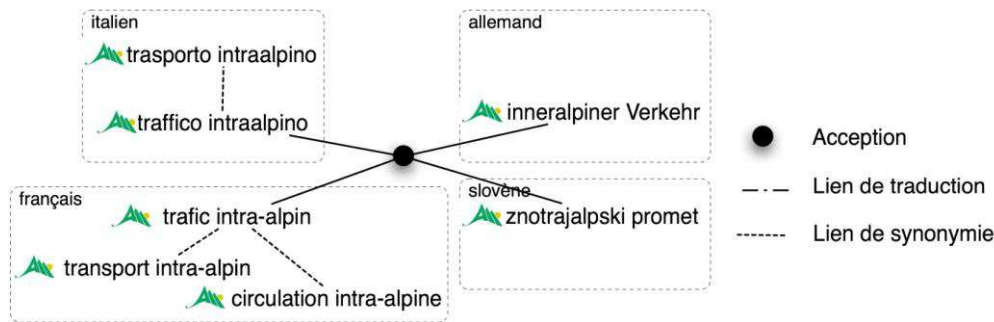 italien
trasporto intraalpino
traffico intraalpino
allemand
inneralpiner Verkehr
français
trafic intra-alpin
transport intra-alpin
circulation intra-alpine
slovène
znotrajalpski promet
Acception
Lien de traduction
Lien de synonymie